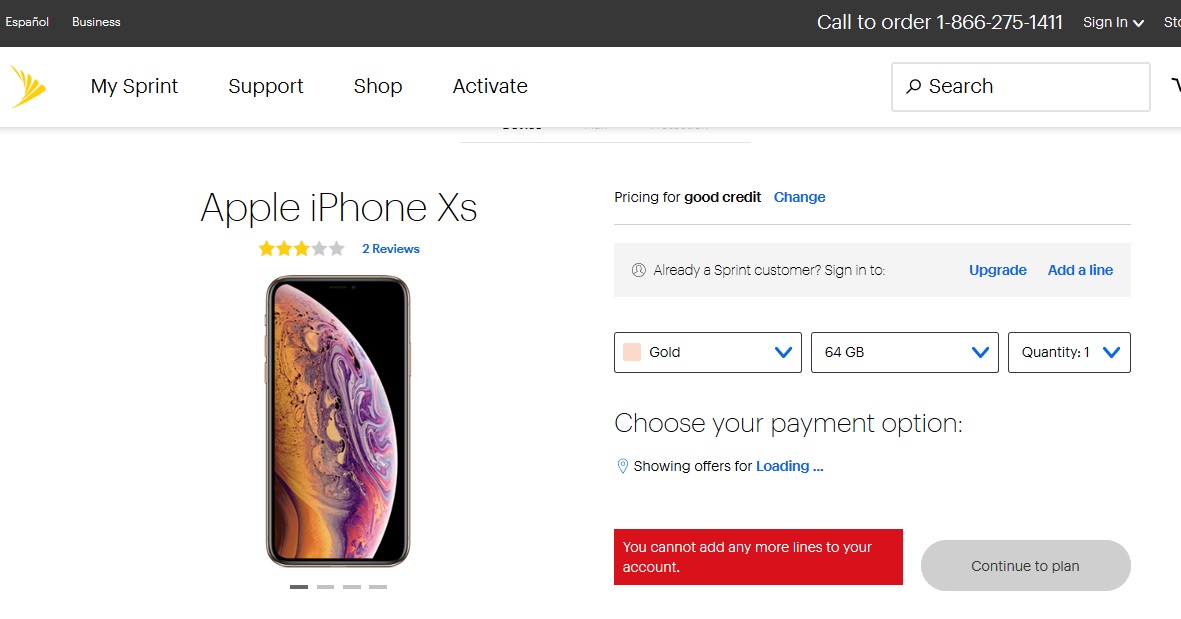 Español Business Call to order 1-866-275-1411 Sign In
My Sprint Support Shop Activate Search
Apple iPhone Xs
2 Reviews
Pricing for good credit Change
Already a Sprint customer? Sign in to: Upgrade Add a line
Gold 64 GB Quantity: 1
Choose your payment option:
Showing offers for Loading ...
You cannot add any more lines to your
account.
Continue to plan